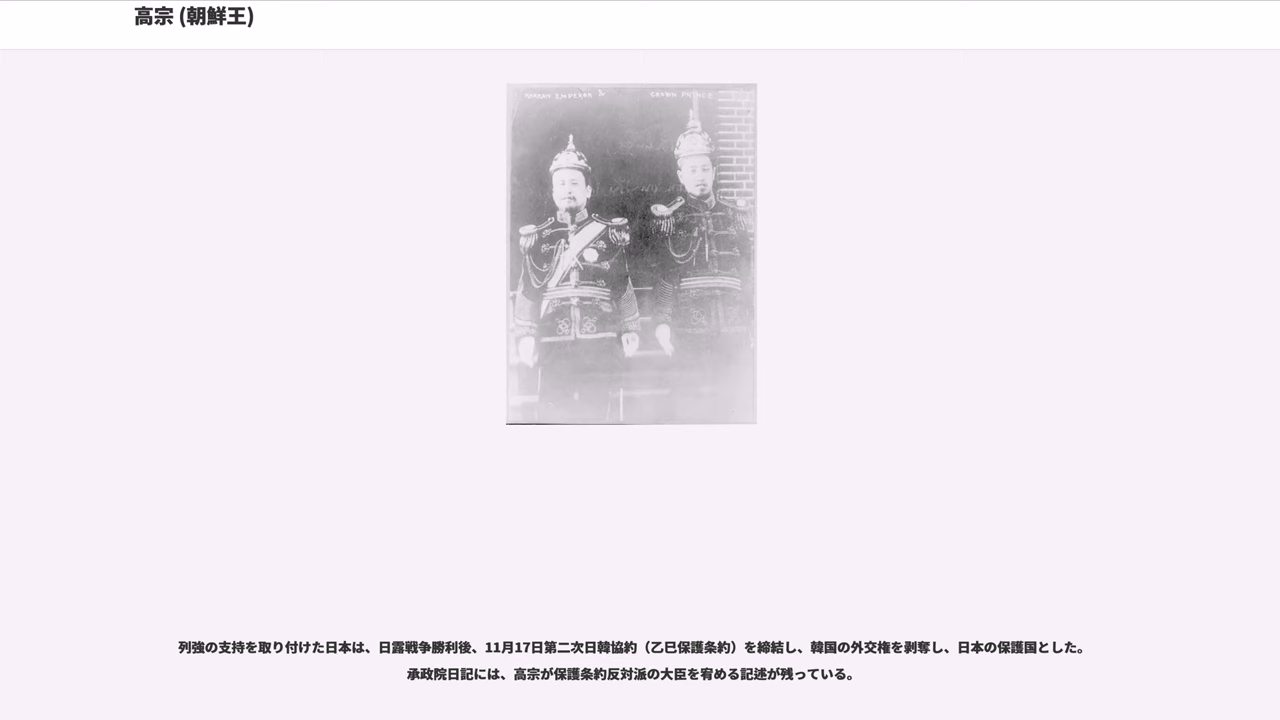 高宗 (朝鮮王)
KOREAN EMPEROR &
CROWN PRINCE
列強の支持を取り付けた日本は、日露戦争勝利後、11月17日第二次日韓協約（乙巳保護条約）を締結し、韓国の外交権を剥奪し、日本の保護国とした。
承政院日記には、高宗が保護条約反対派の大臣を宥める記述が残っている。